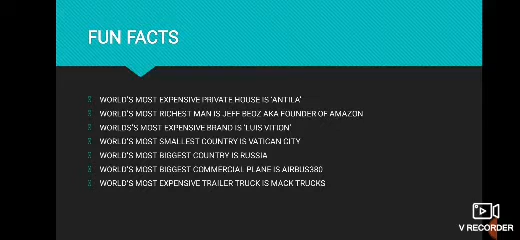 FUN FACTS
WORLD'S MOST EXPENSIVE PRIVATE HOUSE IS 'ANTILA'
WORLD'S MOST RICHEST MAN IS JEFF BEOZ AKA FOUNDER OF AMAZON
WORLDS'S MOST EXPENSIVE BRAND IS 'LUIS VITION'
WORLD'S MOST SMALLEST COUNTRY IS VATICAN CITY
WORLD'S MOST BIGGEST COUNTRY IS RUSSIA
WORLD'S MOST BIGGEST COMMERCIAL PLANE IS AIRBUS380
WORLD'S MOST EXPENSIVE TRAILER TRUCK IS MACK TRUCKS
V RECORDER